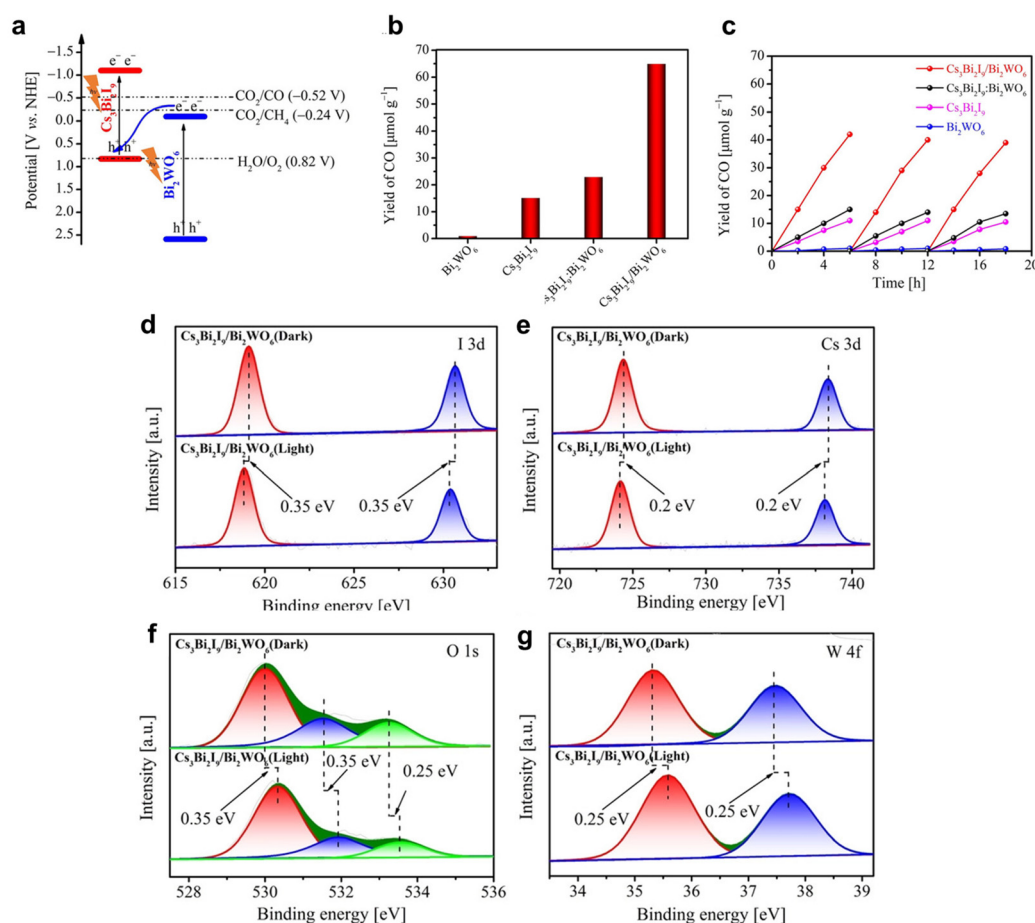 a
Potential [V vs. NHE]
−1.5
−1.0
−0.5
0.0
0.5
1.0
1.5
2.0
2.5
e⁻ e⁻
Cs₃Bi₂I₉
h⁺ h⁺
e⁻ e⁻
Bi₂WO₆
h⁺ h⁺
CO₂/CO (−0.52 V)
CO₂/CH₄ (−0.24 V)
H₂O/O₂ (0.82 V)
b
Yield of CO [μmol g⁻¹]
70
60
50
40
30
20
10
0
Bi₂WO₆
Cs₃Bi₂I₉
s₃Bi₂I₉:Bi₂WO₆
Cs₃Bi₂I₉/Bi₂WO₆
c
Yield of CO [μmol g⁻¹]
70
60
50
40
30
20
10
0
Cs₃Bi₂I₉/Bi₂WO₆
Cs₃Bi₂I₉:Bi₂WO₆
Cs₃Bi₂I₉
Bi₂WO₆
0 4 8 12 16 20
Time [h]
d
Cs₃Bi₂I₉/Bi₂WO₆(Dark)
I 3d
Cs₃Bi₂I₉/Bi₂WO₆(Light)
0.35 eV
0.35 eV
Intensity [a.u.]
615 620 625 630
Binding energy [eV]
e
Cs₃Bi₂I₉/Bi₂WO₆(Dark)
Cs 3d
Cs₃Bi₂I₉/Bi₂WO₆(Light)
0.2 eV
0.2 eV
Intensity [a.u.]
720 725 730 735 740
Binding energy [eV]
f
Cs₃Bi₂I₉/Bi₂WO₆(Dark)
O 1s
Cs₃Bi₂I₉/Bi₂WO₆(Light)
0.35 eV
0.35 eV
0.25 eV
Intensity [a.u.]
528 530 532 534 536
Binding energy [eV]
g
Cs₃Bi₂I₉/Bi₂WO₆(Dark)
W 4f
Cs₃Bi₂I₉/Bi₂WO₆(Light)
0.25 eV
0.25 eV
Intensity [a.u.]
34 35 36 37 38 39
Binding energy [eV]